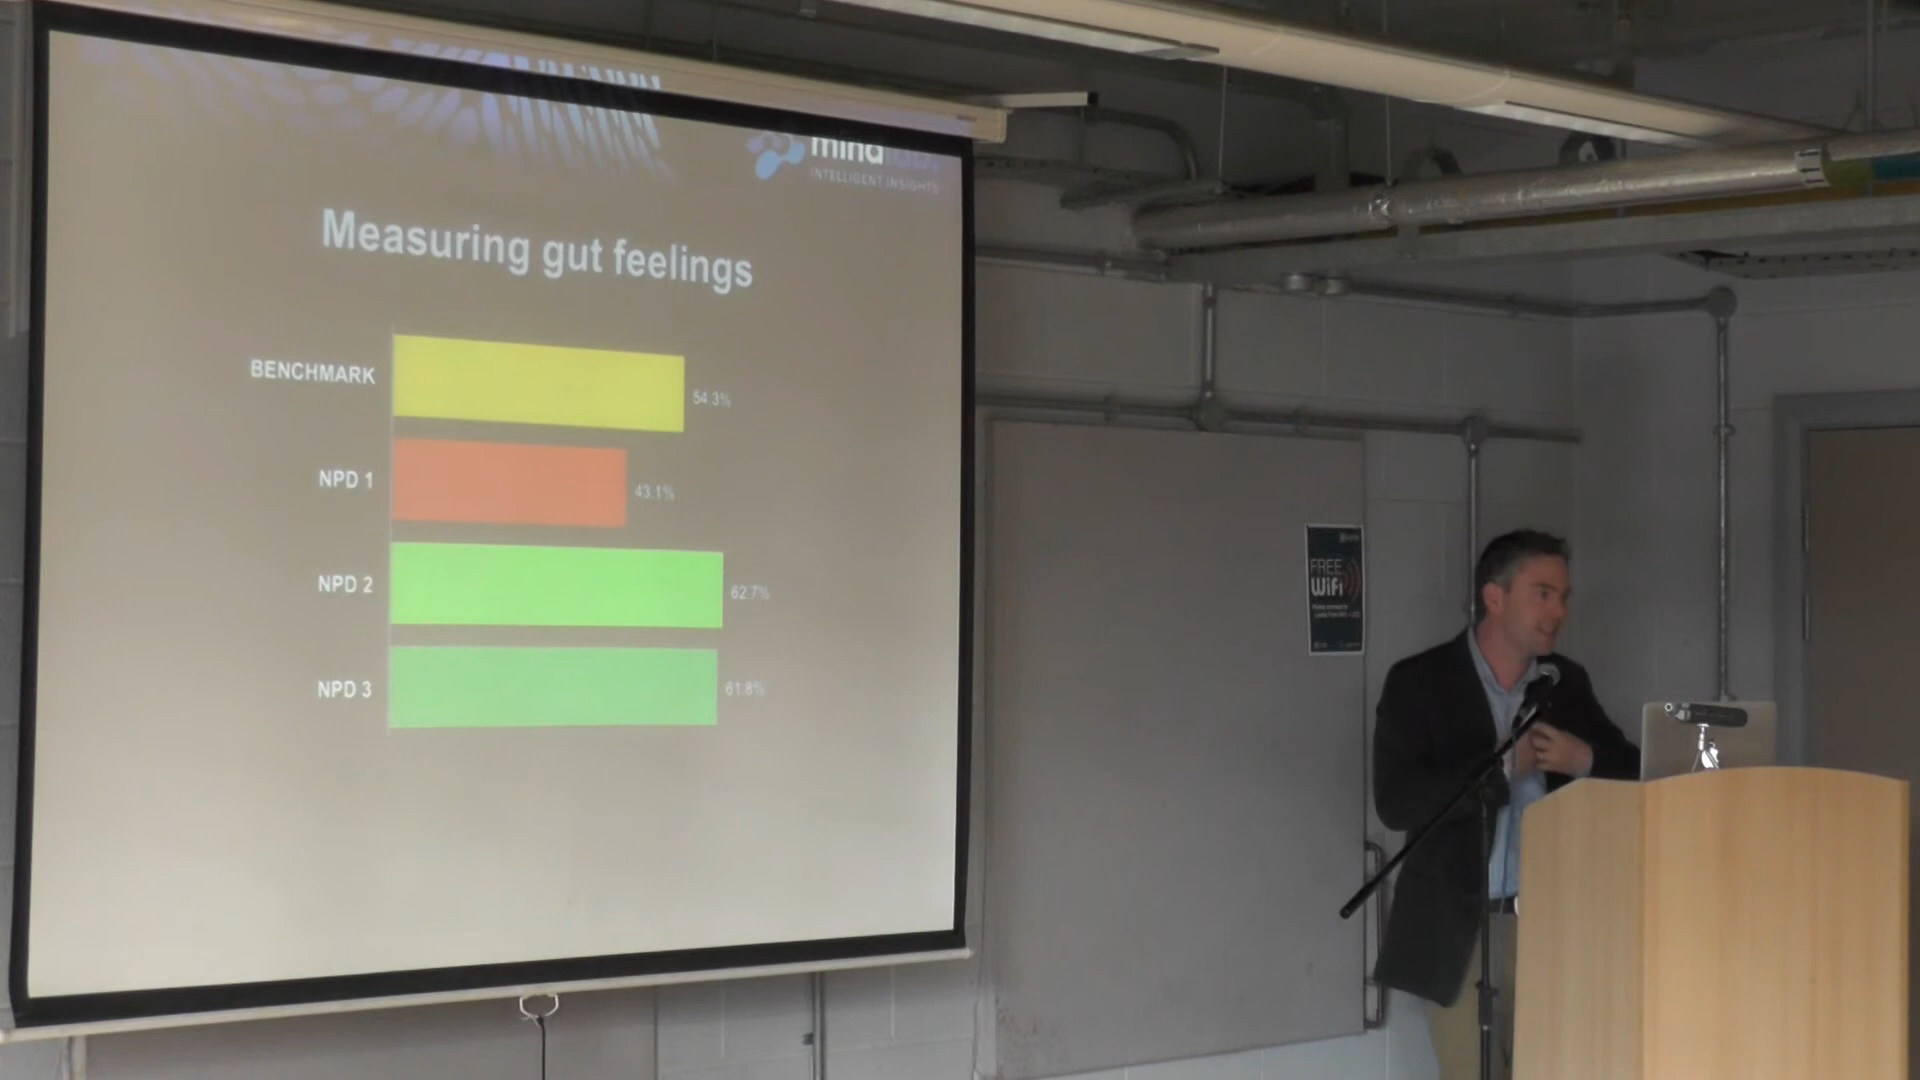 mindlab
INTELLIGENT INSIGHTS
Measuring gut feelings
BENCHMARK
54.3%
NPD 1
43.1%
NPD 2
62.7%
NPD 3
61.8%
FREE
WiFi